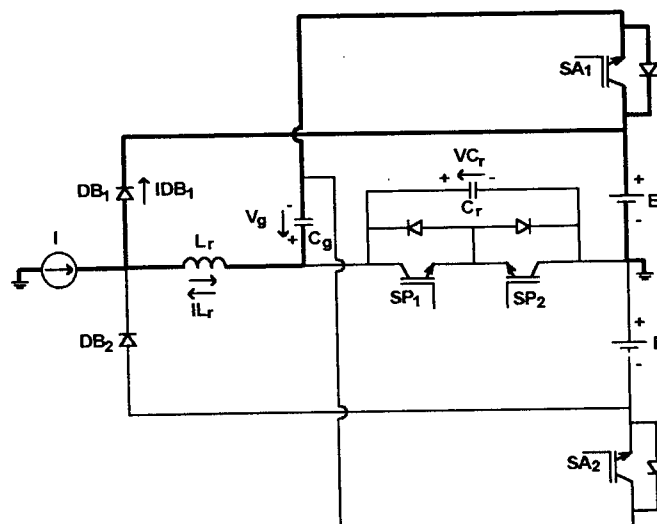 SA1
VCr
+ -
Cr
DB1
IDB1
Vg
-
+
Cg
+
E
-
I
Lr
ILr
SP1
SP2
DB2
+
-
SA2